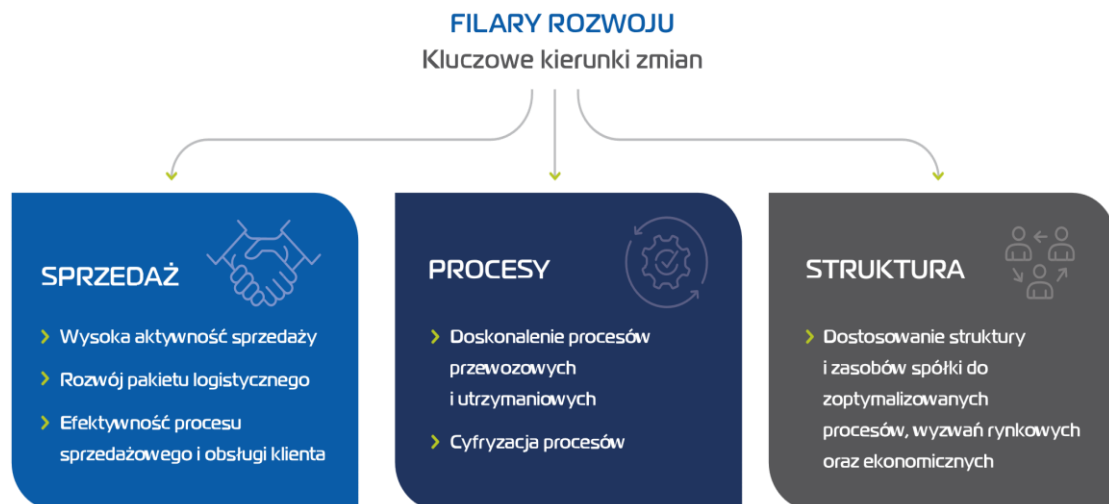 FILARY ROZWOJU
Kluczowe kierunki zmian
SPRZEDAŻ
Wysoka aktywność sprzedaży
Rozwój pakietu logistycznego
Efektywność procesu
sprzedażowego i obsługi klienta
PROCESY
Doskonalenie procesów
przewozowych
i utrzymaniowych
Cyfryzacja procesów
STRUKTURA
Dostosowanie struktury
i zasobów spółki do
zoptymalizowanych
procesów, wyzwań rynkowych
oraz ekonomicznych